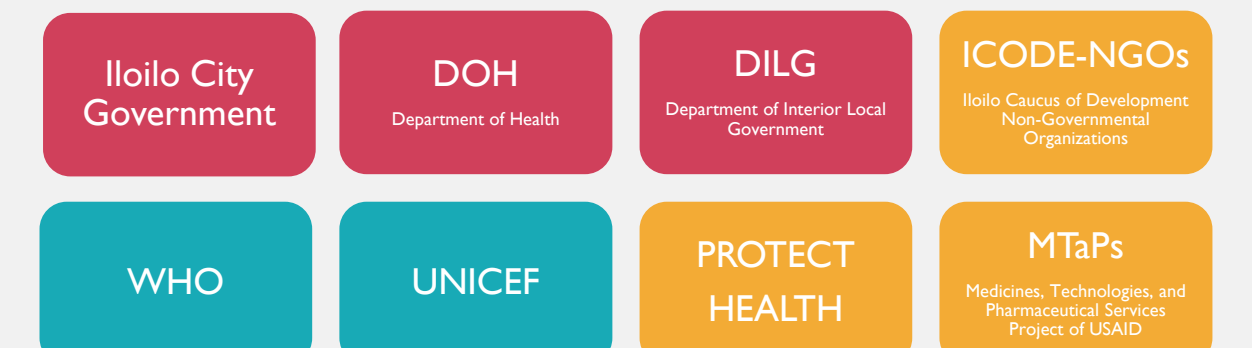 Iloilo City
Government
DOH
Department of Health
DILG
Department of Interior Local
Government
ICODE-NGOs
Iloilo Caucus of Development
Non-Governmental
Organizations
WHO
UNICEF
PROTECT
HEALTH
MTaPs
Medicines, Technologies, and
Pharmaceutical Services
Project of USAID